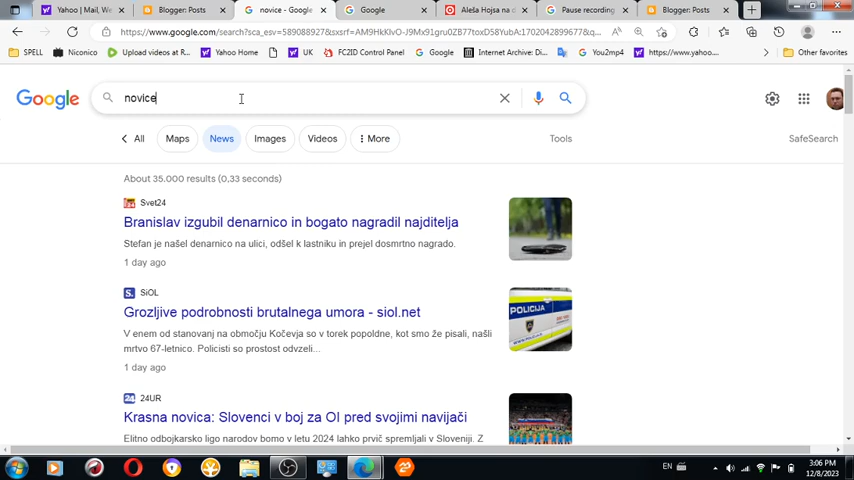 Yahoo | Mail, We
Blogger: Posts
novice - Google
Google
Aleša Hojsa na d
Pause recording
Blogger: Posts
https://www.google.com/search?sca_esv=589088927&sxsrf=AM9HkKlvO-J9Mx91gru0ZB77toxD58YubA:1702042899677&q...
SPELL
Niconico
Upload videos at R...
Yahoo Home
UK
FC2ID Control Panel
Google
Internet Archive: Di...
You2mp4
https://www.yahoo....
Other favorites
Google
novice
All
Maps
News
Images
Videos
More
Tools
SafeSearch
About 35.000 results (0,33 seconds)
Svet24
Branislav izgubil denarnico in bogato nagradil najditelja
Stefan je našel denarnico na ulici, odšel k lastniku in prejel dosmrtno nagrado.
1 day ago
SiOL
Grozljive podrobnosti brutalnega umora - siol.net
V enem od stanovanj na območju Kočevja so v torek popoldne, kot smo že pisali, našli
mrtvo 67-letnico. Policisti so prostost odvzeli...
POLICIJA
1 day ago
24UR
Krasna novica: Slovenci v boj za OI pred svojimi navijači
Elitno odbojkarsko ligo narodov bomo v letu 2024 lahko prvič spremljali v Sloveniji. Z
EN
3:06 PM
12/8/2023